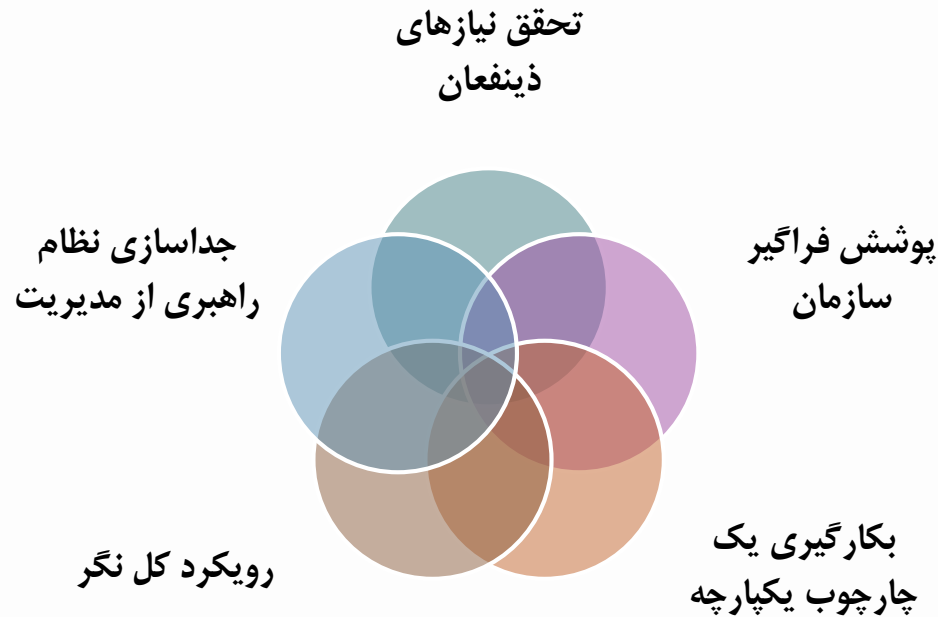 تحقق نیازهای
ذینفعان
پوشش فراگیر
سازمان
جداسازی نظام
راهبری از مدیریت
بکارگیری یک
چارچوب یکپارچه
رویکرد کل نگر